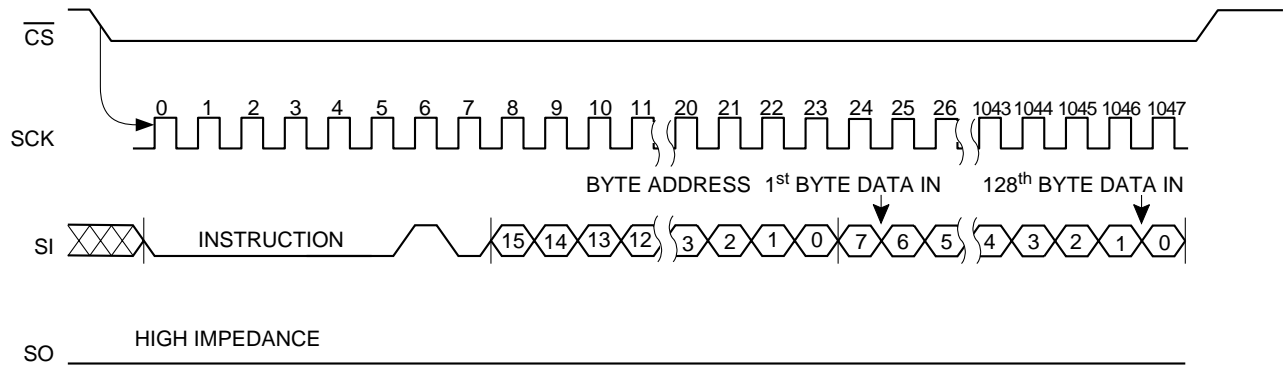 CS
SCK
0 1 2 3 4 5 6 7 8 9 10 11 20 21 22 23 24 25 26 1043 1044 1045 1046 1047
BYTE ADDRESS 1st BYTE DATA IN 128th BYTE DATA IN
SI INSTRUCTION 15 14 13 12 3 2 1 0 7 6 5 4 3 2 1 0
HIGH IMPEDANCE
SO